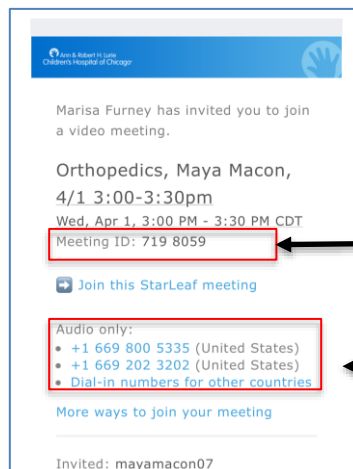 Ann & Robert H. Lurie
Children's Hospital of Chicago
Marisa Furney has invited you to join
a video meeting.
Orthopedics, Maya Macon,
4/1 3:00-3:30pm
Wed, Apr 1, 3:00 PM - 3:30 PM CDT
Meeting ID: 719 8059
Join this StarLeaf meeting
Audio only:
• +1 669 800 5335 (United States)
• +1 669 202 3202 (United States)
• Dial-in numbers for other countries
More ways to join your meeting
Invited: mayamacon07